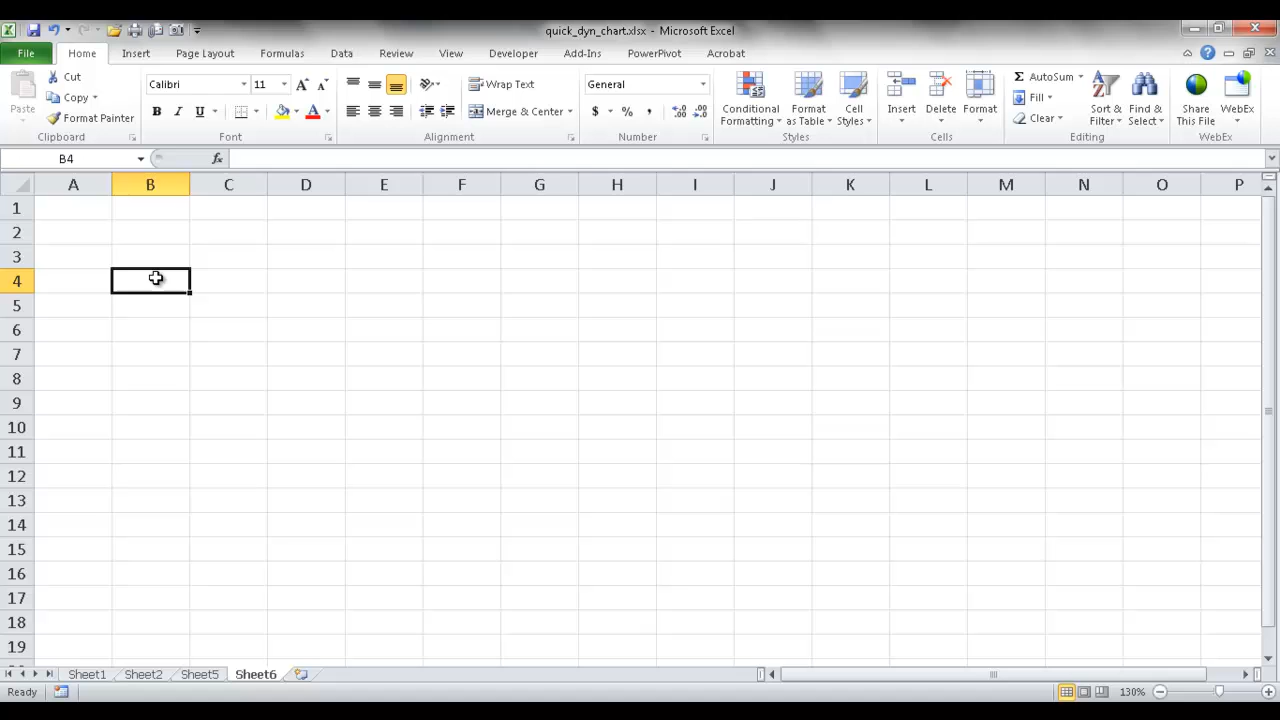 quick_dyn_chart.xlsx - Microsoft Excel
File Home Insert Page Layout Formulas Data Review View Developer Add-Ins PowerPivot Acrobat
Paste
Cut
Copy
Format Painter
Clipboard
Calibri 11
B I U
Font
Wrap Text
Merge & Center
Alignment
General
$ % ,
Number
Conditional Formatting
Format as Table
Cell Styles
Styles
Insert
Delete
Format
Cells
Σ AutoSum
Fill
Clear
Sort & Filter
Find & Select
Editing
Share This File
WebEx
WebEx
B4 fx
A B C D E F G H I J K L M N O P
1
2
3
4
5
6
7
8
9
10
11
12
13
14
15
16
17
18
19
Sheet1 Sheet2 Sheet5 Sheet6
Ready 130%